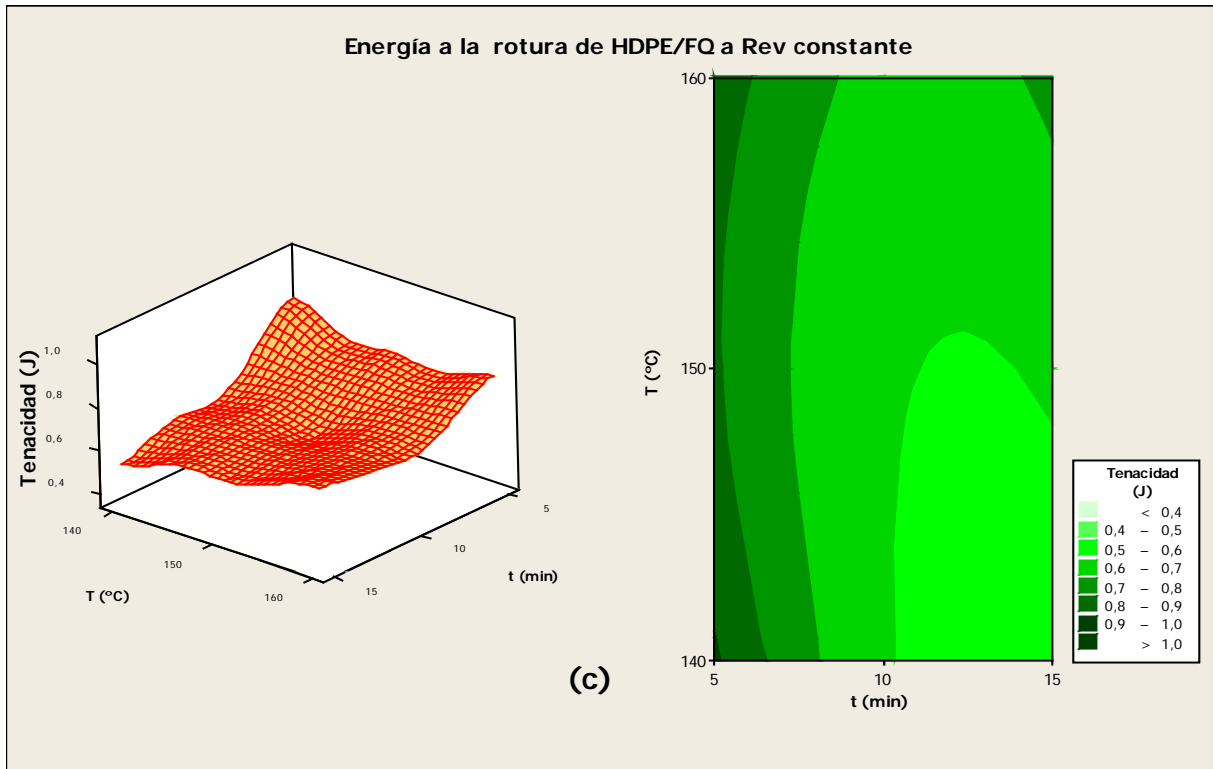 Energía a la rotura de HDPE/FQ a Rev constante
1,0
0,8
0,6
0,4
Tenacidad (J)
140
150
160
T (ºC)
15
10
5
t (min)
(c)
160
150
140
T (ºC)
5
10
15
t (min)
Tenacidad
(J)
< 0,4
0,4 – 0,5
0,5 – 0,6
0,6 – 0,7
0,7 – 0,8
0,8 – 0,9
0,9 – 1,0
> 1,0